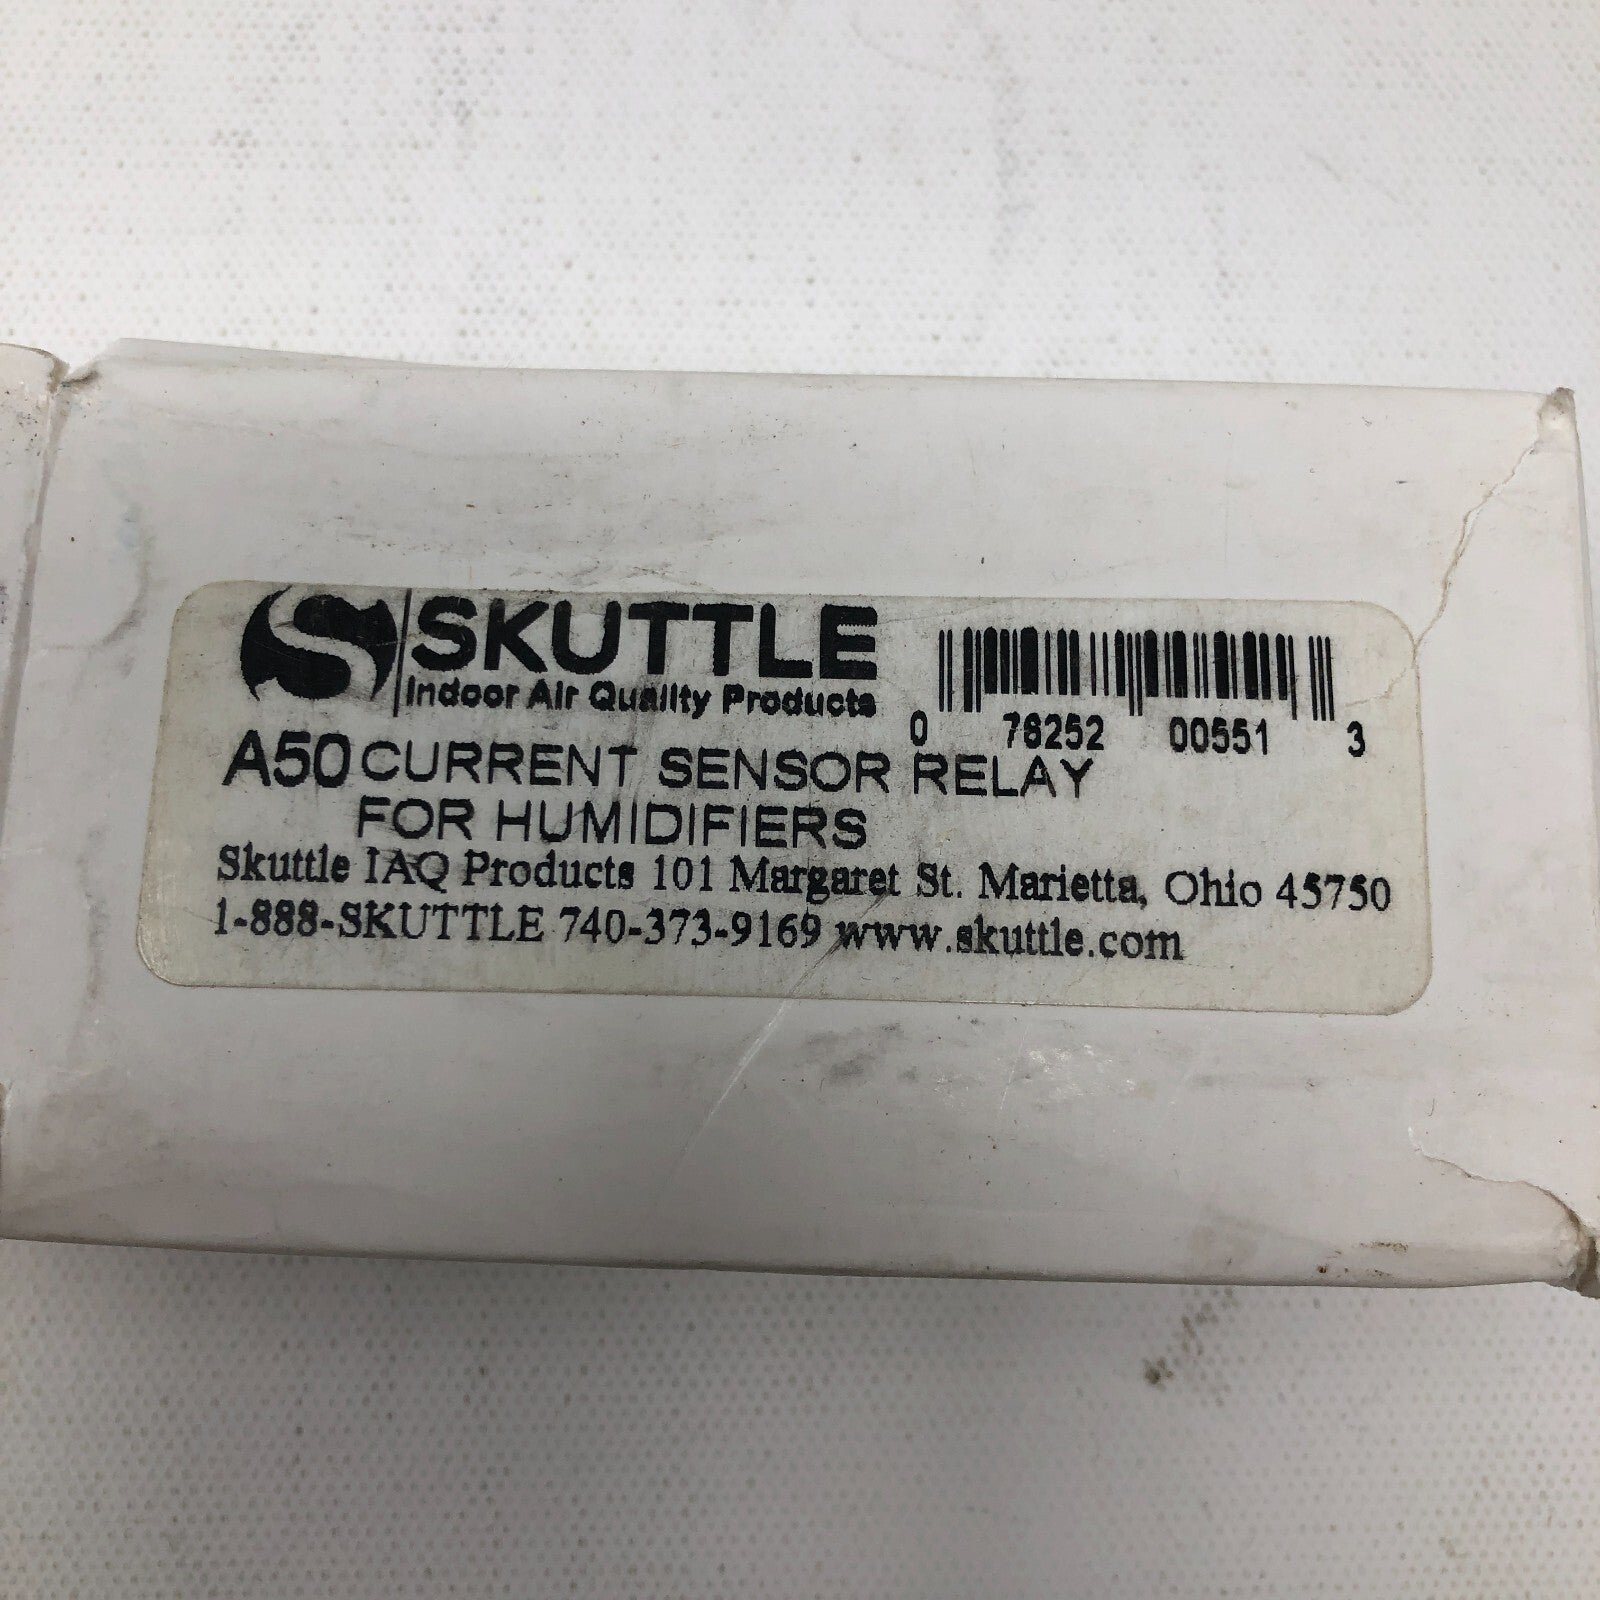 SKUTTLE
Indoor Air Quality Products
0 76252 00551 3
A50 CURRENT SENSOR RELAY
FOR HUMIDIFIERS
Skuttle IAQ Products 101 Margaret St. Marietta, Ohio 45750
1-888-SKUTTLE 740-373-9169 www.skuttle.com